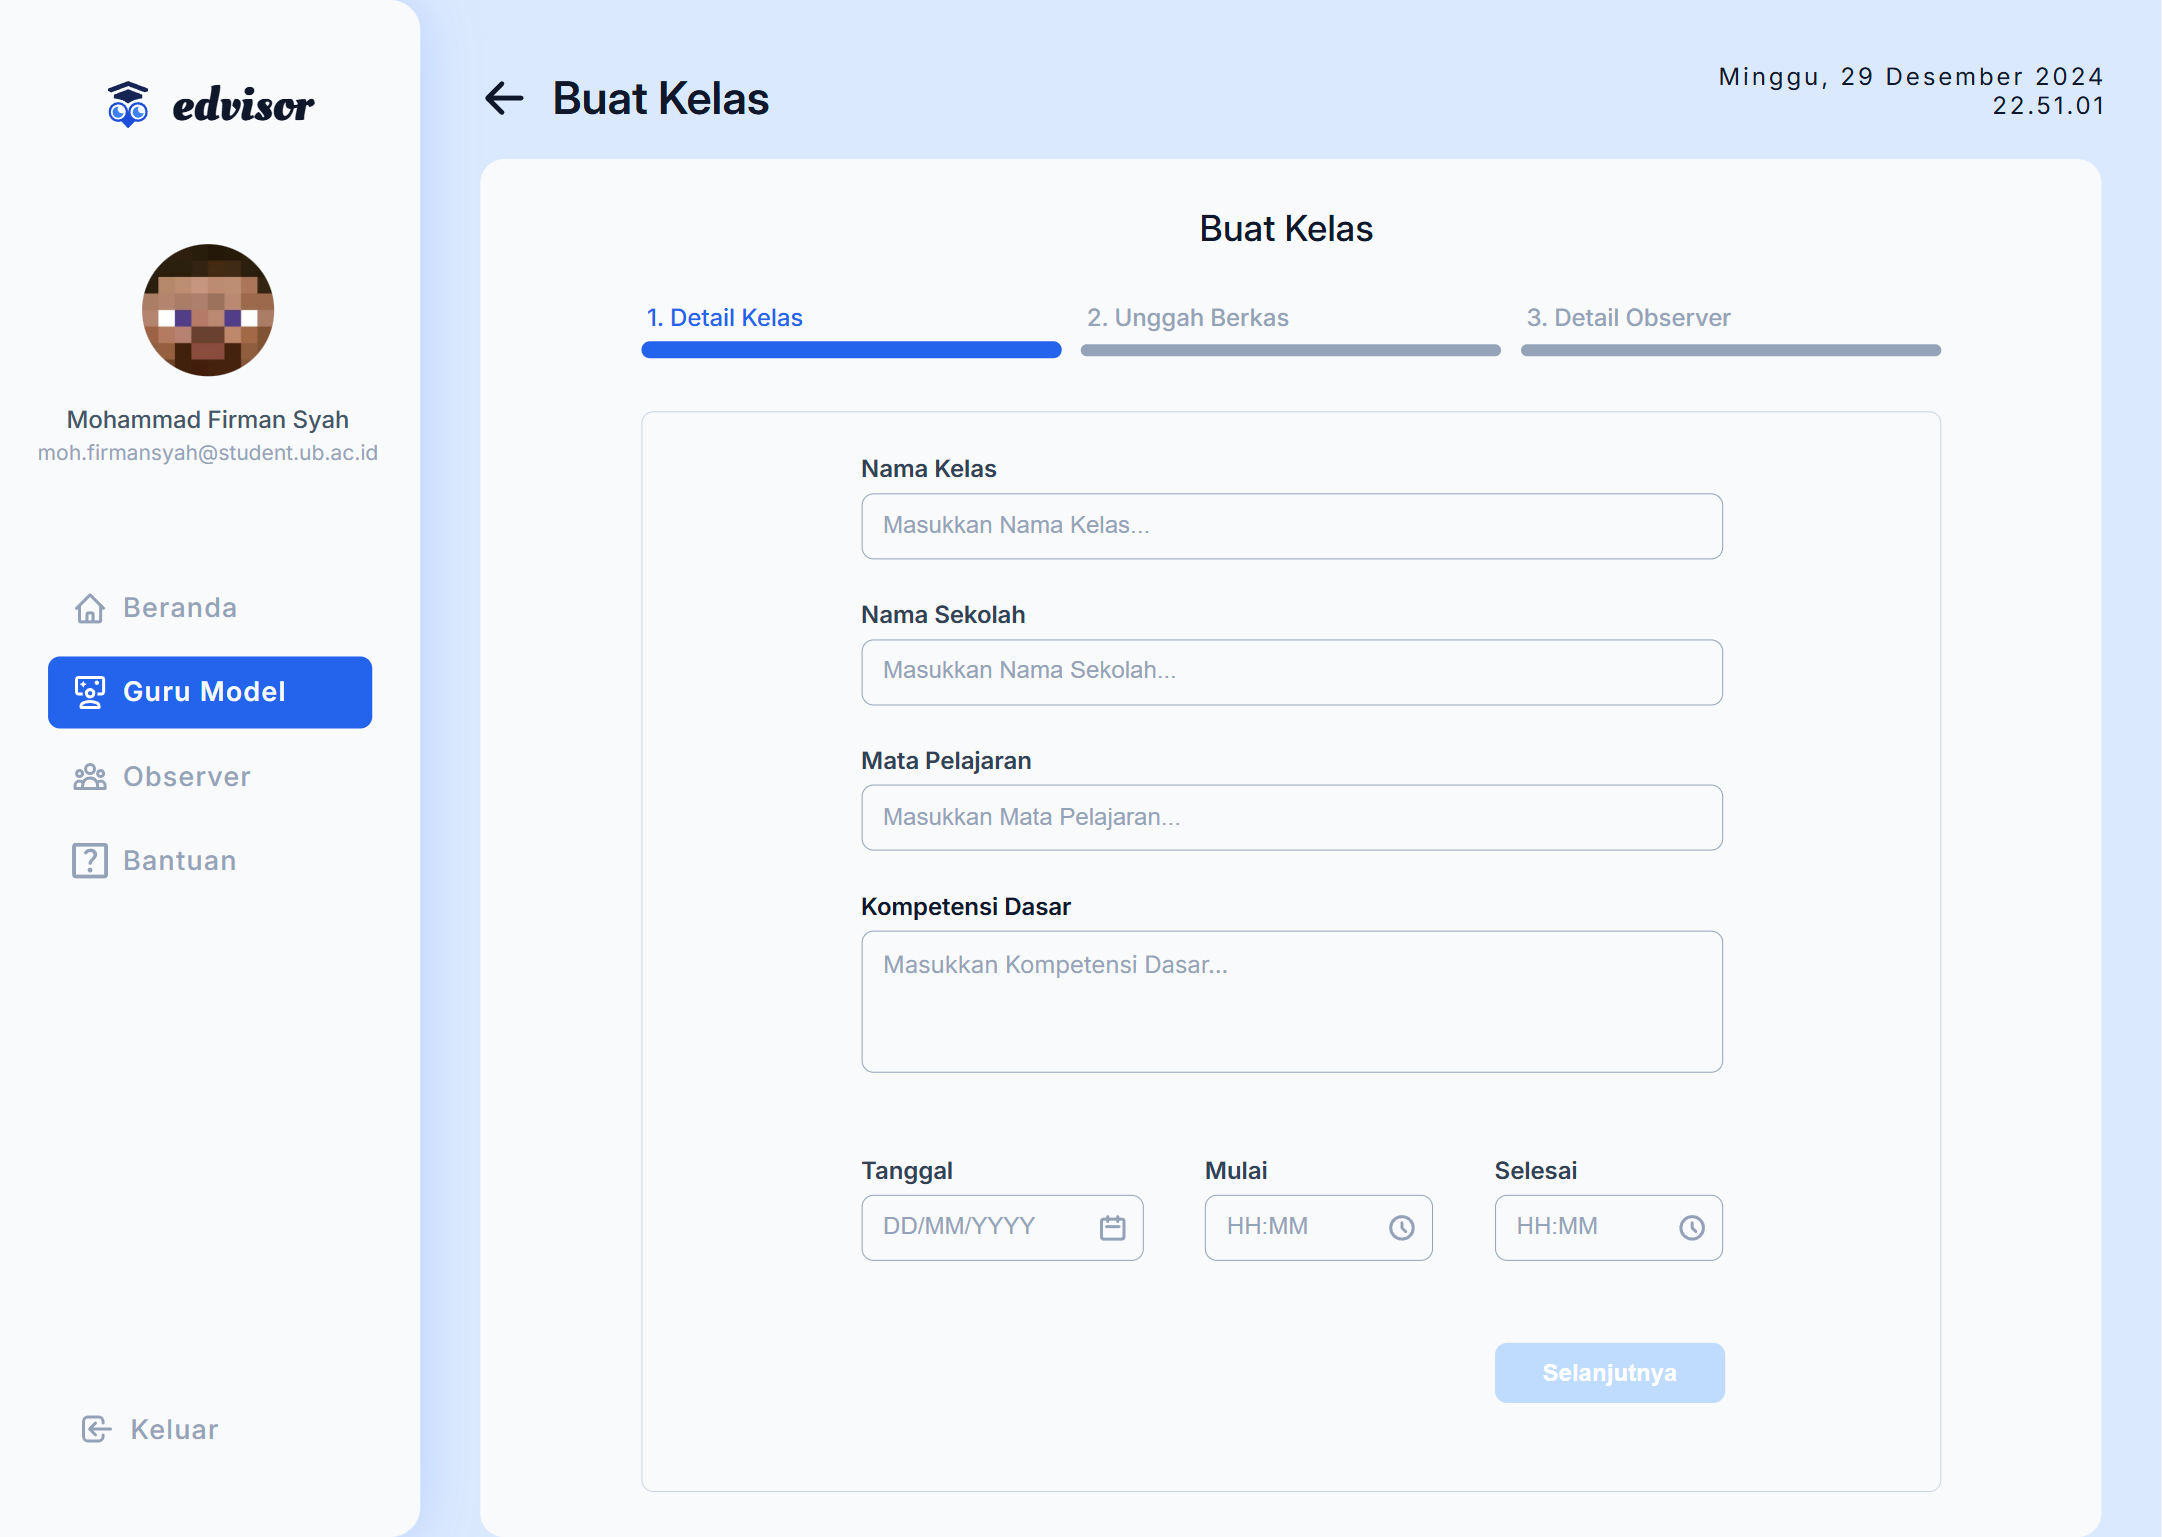 edvisor
Mohammad Firman Syah
moh.firmansyah@student.ub.ac.id
Beranda
Guru Model
Observer
Bantuan
Keluar
Buat Kelas
Minggu, 29 Desember 2024
22.51.01
Buat Kelas
1. Detail Kelas
2. Unggah Berkas
3. Detail Observer
Nama Kelas
Masukkan Nama Kelas...
Nama Sekolah
Masukkan Nama Sekolah...
Mata Pelajaran
Masukkan Mata Pelajaran...
Kompetensi Dasar
Masukkan Kompetensi Dasar...
Tanggal
Mulai
Selesai
DD/MM/YYYY
HH:MM
HH:MM
Selanjutnya